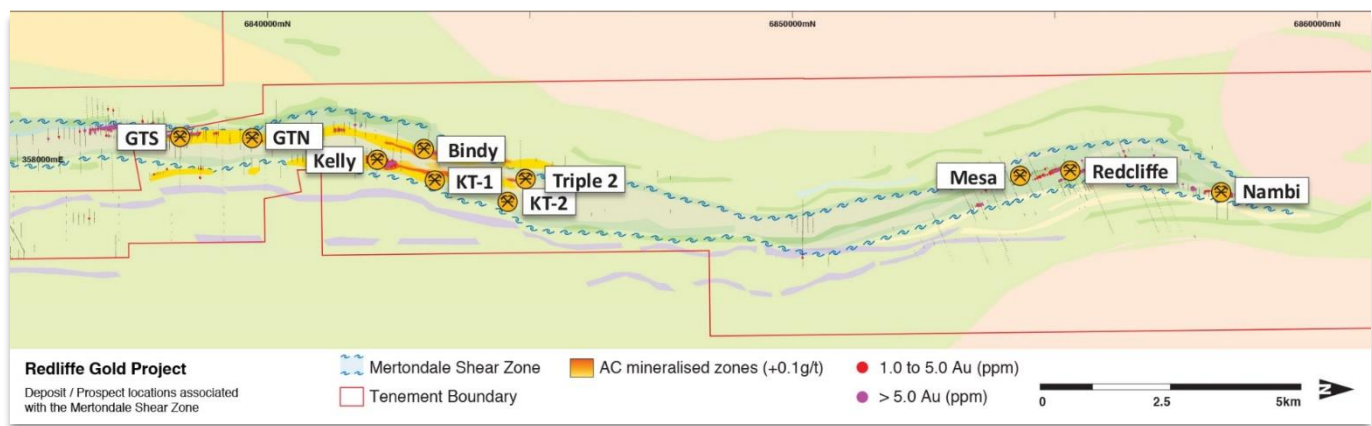 6840000mN
6850000mN
6860000mN
GTS
GTN
Bindy
358000mE
Kelly
KT-1
Triple 2
KT-2
Mesa
Redcliffe
Nambi
Redliffe Gold Project
Deposit / Prospect locations associated
with the Mertondale Shear Zone
Mertondale Shear Zone
Tenement Boundary
AC mineralised zones (+0.1g/t)
1.0 to 5.0 Au (ppm)
> 5.0 Au (ppm)
0 2.5 5km
N